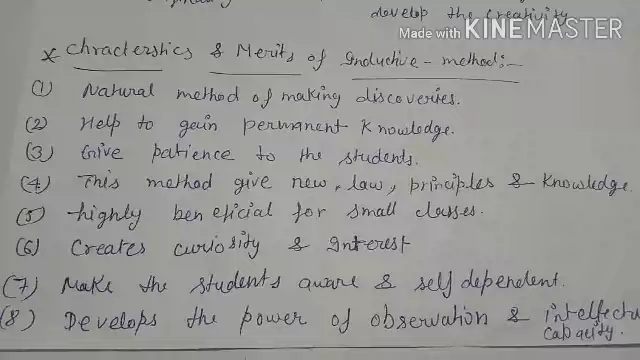 develop the creativity
Made with KINEMASTER
* Chracterstics & Merits of Inductive - method:-
(1) Natural method of making discoveries.
(2) Help to gain permanent knowledge.
(3) Give patience to the students.
(4) This method give new, law, principles & knowledge.
(5) highly beneficial for small classes.
(6) Creates curiosity & Interest
(7) Make the students aware & self dependent.
(8) Develops the power of observation & intellectu
capacity.